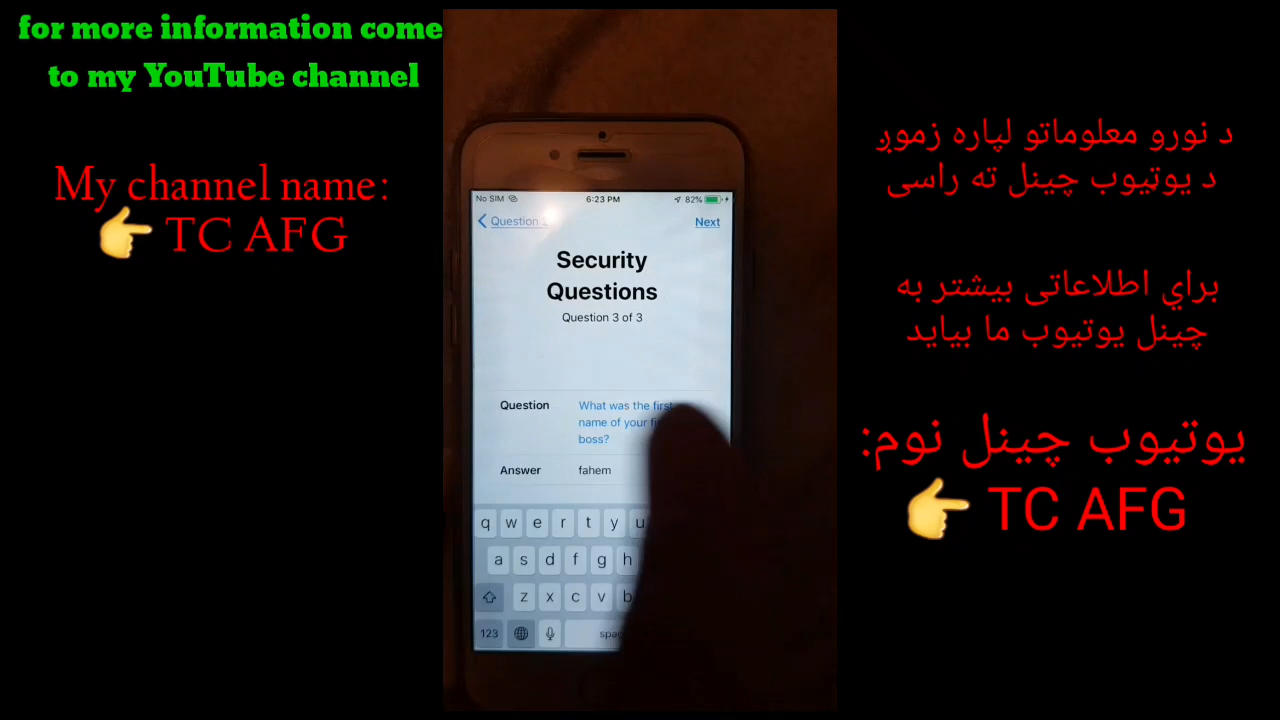 for more information come
to my YouTube channel
My channel name:
👉 TC AFG
No SIM
6:23 PM
82%
Question
Next
Security
Questions
Question 3 of 3
Question
What was the first
name of your
boss?
Answer
fahem
q w e r t y u
a s d f g h
z x c v b
123
د نورو معلوماتو لپاره زموږ
د یوټیوب چینل ته راسی
براي اطلاعاتی بیشتر به
چینل یوتیوب ما بیاید
یوتیوب چینل نوم:
👉 TC AFG